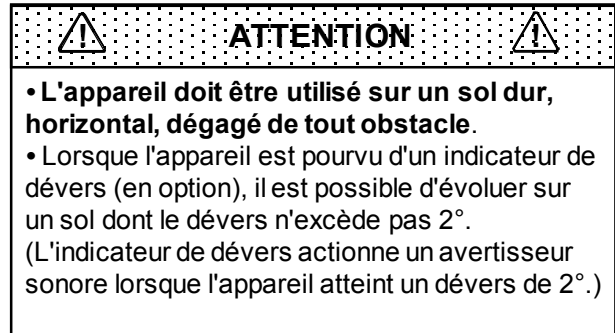 ATTENTION
• L'appareil doit être utilisé sur un sol dur,
horizontal, dégagé de tout obstacle.
• Lorsque l'appareil est pourvu d'un indicateur de
dévers (en option), il est possible d'évoluer sur
un sol dont le dévers n'excède pas 2°.
(L'indicateur de dévers actionne un avertisseur
sonore lorsque l'appareil atteint un dévers de 2°.)